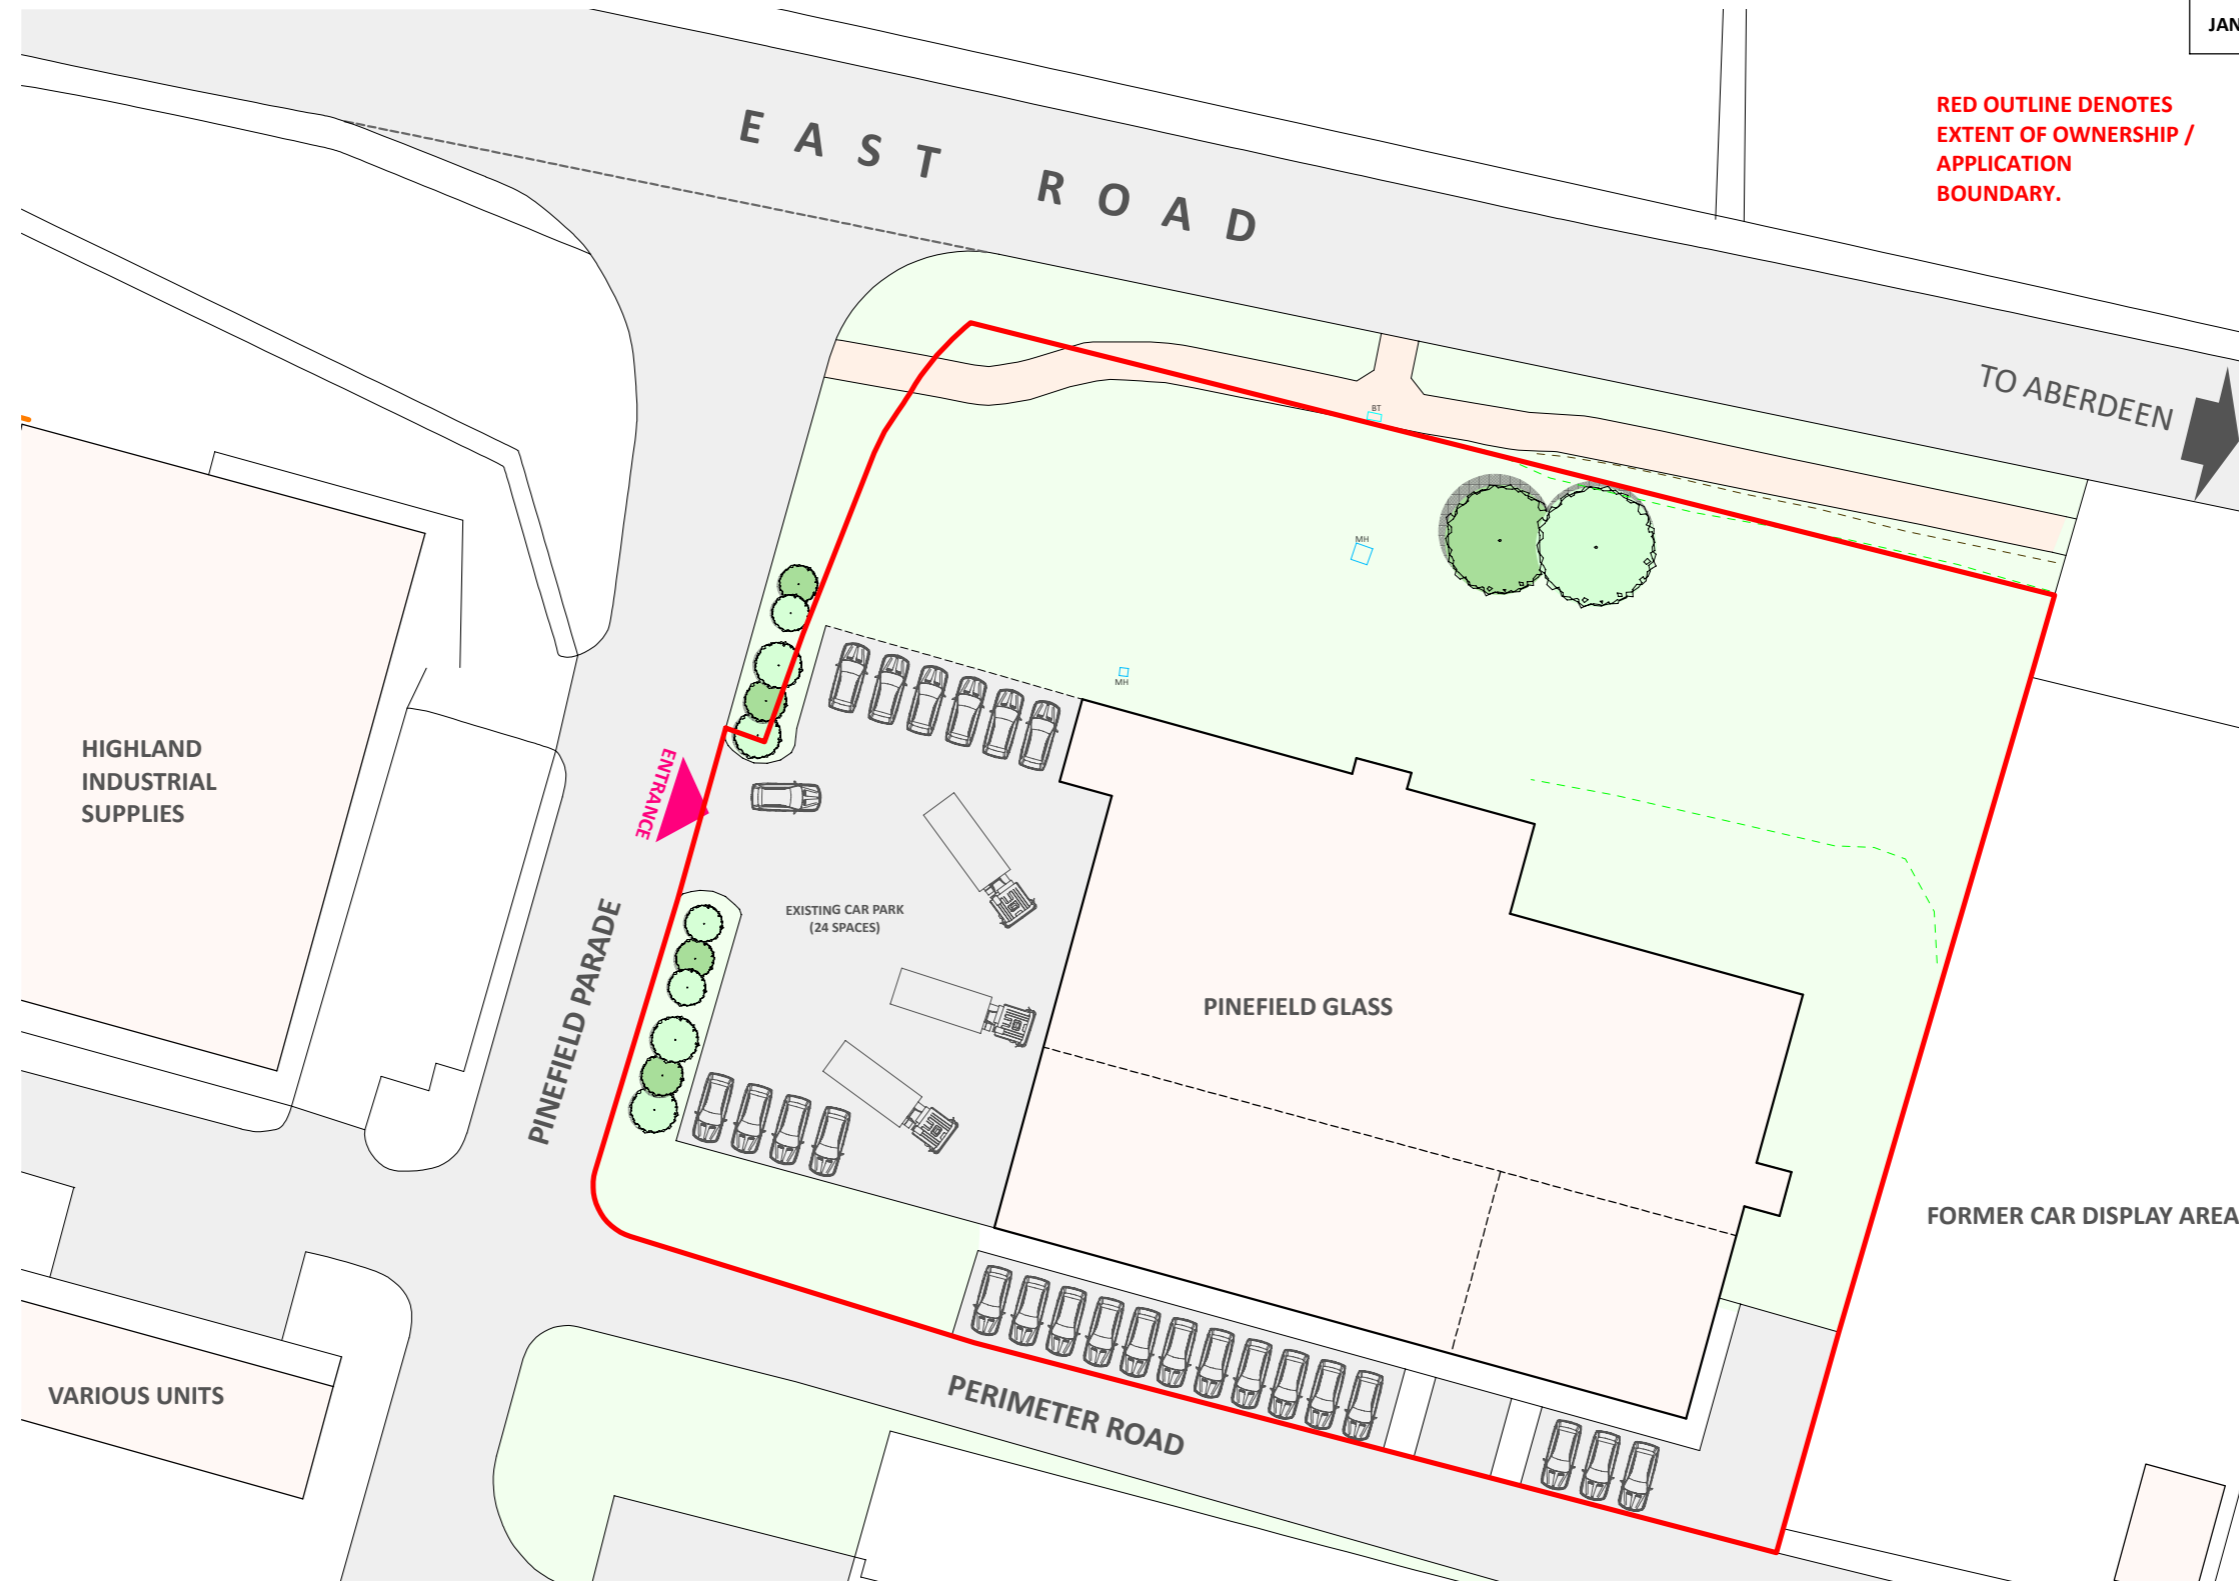 JAN
RED OUTLINE DENOTES
EXTENT OF OWNERSHIP /
APPLICATION
BOUNDARY.
EAST ROAD
TO ABERDEEN
BT
MH
MH
HIGHLAND
INDUSTRIAL
SUPPLIES
ENTRANCE
EXISTING CAR PARK
(24 SPACES)
PINEFIELD PARADE
PINEFIELD GLASS
FORMER CAR DISPLAY AREA
VARIOUS UNITS
PERIMETER ROAD